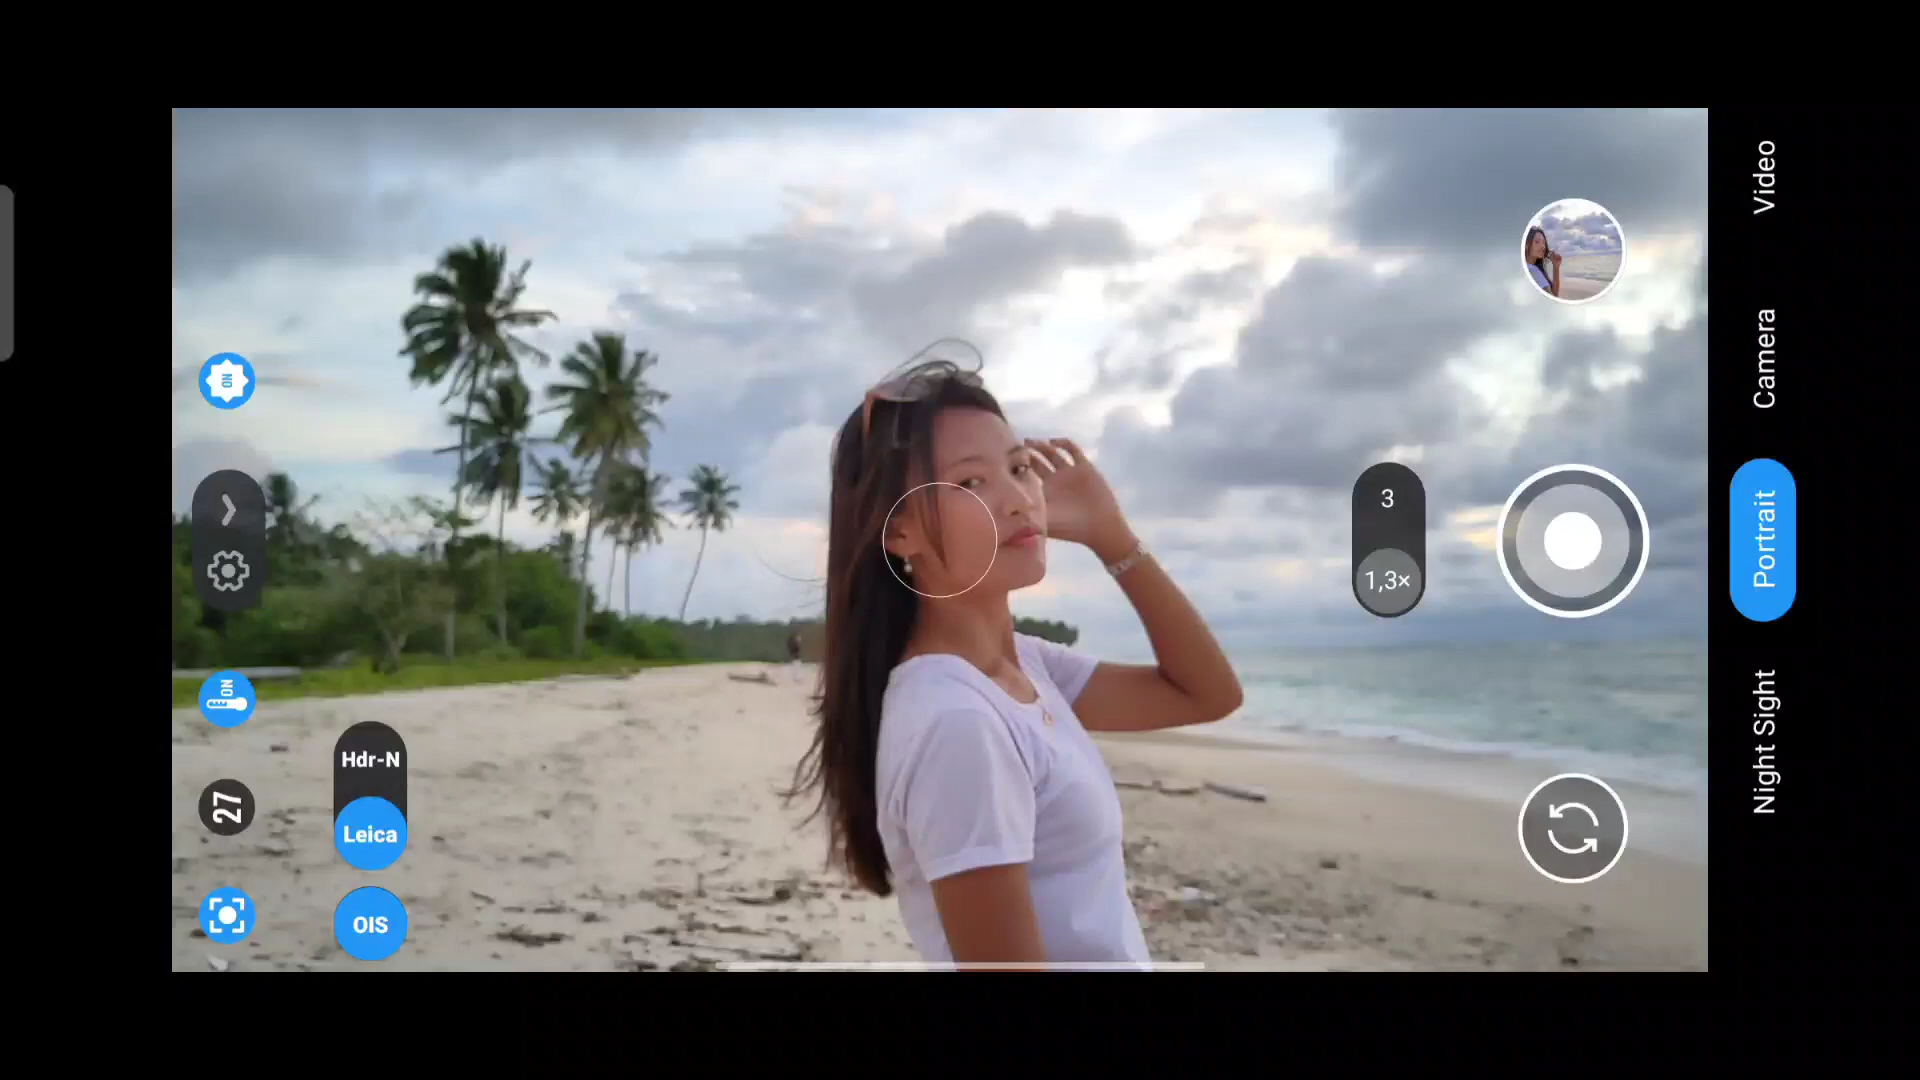 ON
ON
27
Hdr-N
Leica
OIS
3
1,3×
Video
Camera
Portrait
Night Sight